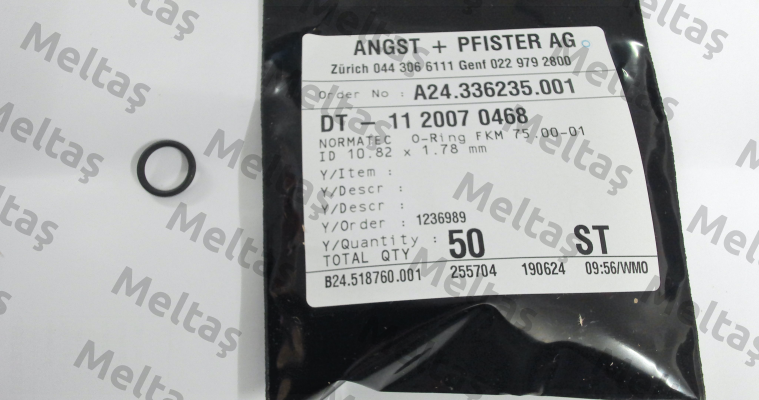 ANGST + PFISTER AG
Zürich 044 306 6111 Genf 022 979 2800
Order No : A24.336235.001
DT - 11 2007 0468
NORMATEC O-Ring FKM 75.00-01
ID 10.82 x 1.78 mm
Y/Item :
Y/Descr :
Y/Descr :
Y/Order : 1236989
Y/Quantity :
TOTAL QTY 50 ST
B24.518760.001 255704 190624 09:56/WMO
Meltaş